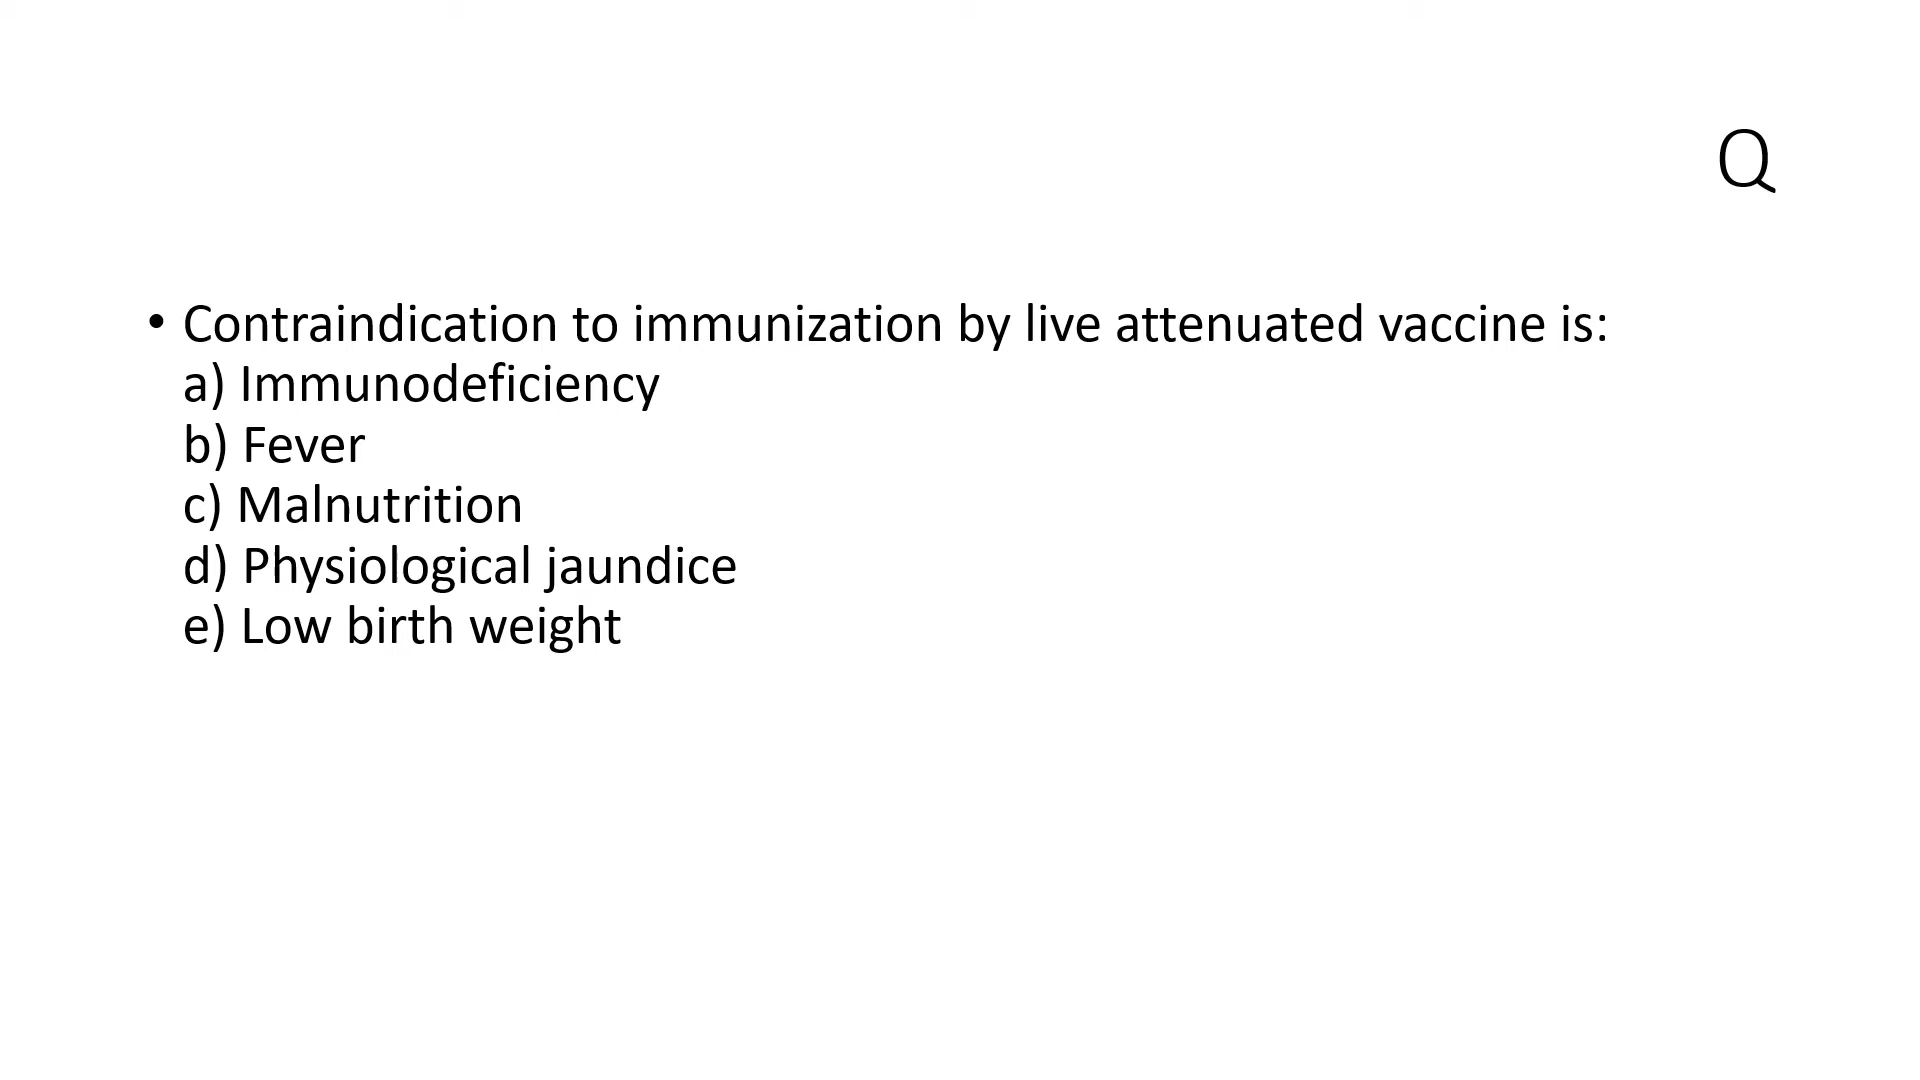 Q
• Contraindication to immunization by live attenuated vaccine is:
a) Immunodeficiency
b) Fever
c) Malnutrition
d) Physiological jaundice
e) Low birth weight